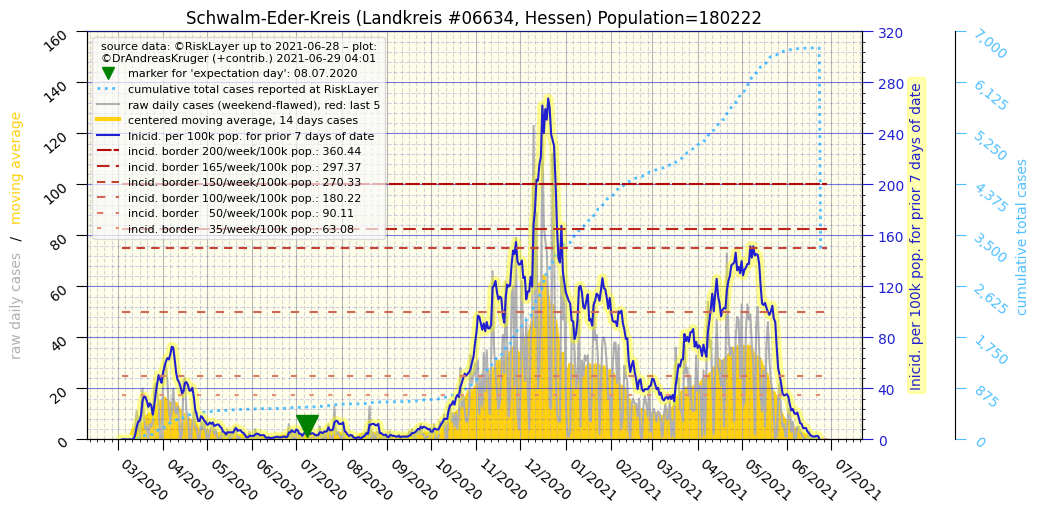 Schwalm-Eder-Kreis (Landkreis #06634, Hessen) Population=180222
source data: ©RiskLayer up to 2021-06-28 – plot:
©DrAndreasKruger (+contrib.) 2021-06-29 04:01
marker for 'expectation day': 08.07.2020
cumulative total cases reported at RiskLayer
raw daily cases (weekend-flawed), red: last 5
centered moving average, 14 days cases
Inicid. per 100k pop. for prior 7 days of date
incid. border 200/week/100k pop.: 360.44
incid. border 165/week/100k pop.: 297.37
incid. border 150/week/100k pop.: 270.33
incid. border 100/week/100k pop.: 180.22
incid. border   50/week/100k pop.: 90.11
incid. border   35/week/100k pop.: 63.08
raw daily cases  /  moving average
160
140
120
100
80
60
40
20
0
320
280
240
200
160
120
80
40
0
Inicid. per 100k pop. for prior 7 days of date
7,000
6,125
5,250
4,375
3,500
2,625
1,750
875
0
cumulative total cases
03/2020
04/2020
05/2020
06/2020
07/2020
08/2020
09/2020
10/2020
11/2020
12/2020
01/2021
02/2021
03/2021
04/2021
05/2021
06/2021
07/2021